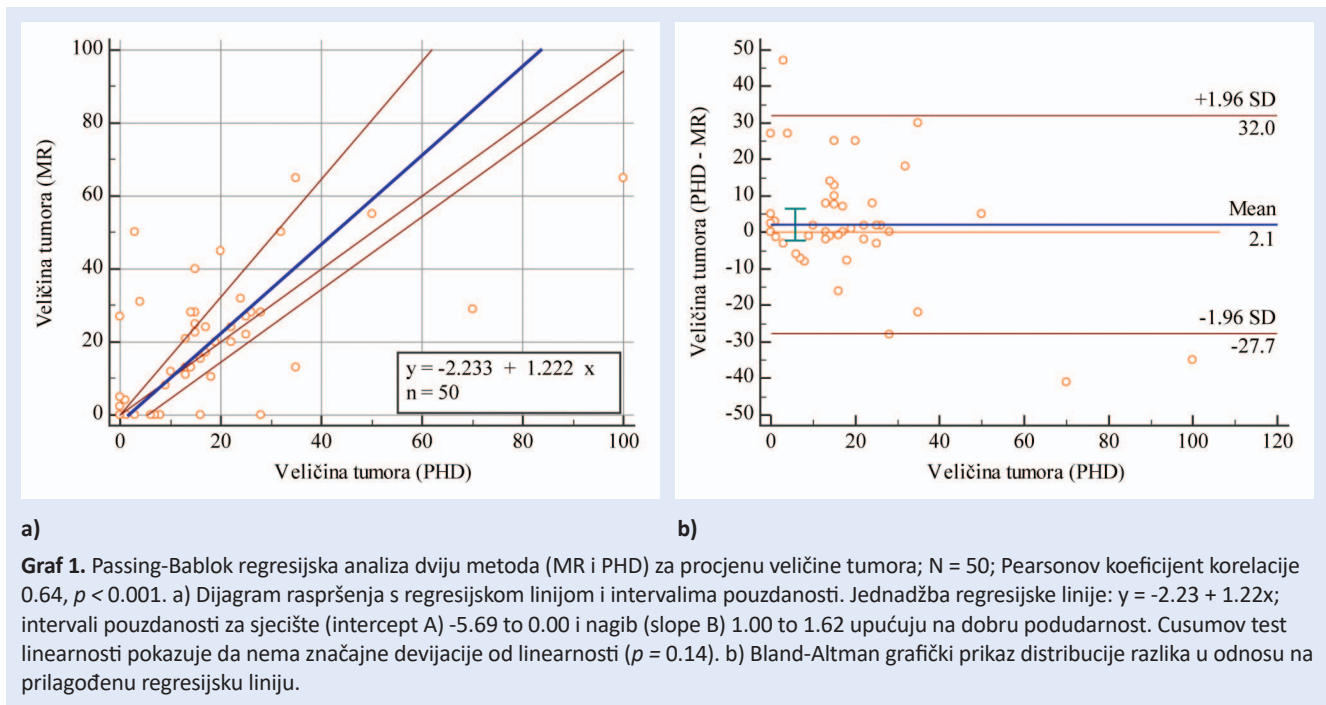 100
80
60
40
20
0
Veličina tumora (MR)
y = -2.233 + 1.222 x
n = 50
0 20 40 60 80 100
Veličina tumora (PHD)
50
40
30
20
10
0
-10
-20
-30
-40
-50
Veličina tumora (PHD - MR)
+1.96 SD
32.0
Mean
2.1
-1.96 SD
-27.7
0 20 40 60 80 100 120
Veličina tumora (PHD)
a) b)
Graf 1. Passing-Bablok regresijska analiza dviju metoda (MR i PHD) za procjenu veličine tumora; N = 50; Pearsonov koeficijent korelacije
0.64, p < 0.001. a) Dijagram raspršenja s regresijskom linijom i intervalima pouzdanosti. Jednadžba regresijske linije: y = -2.23 + 1.22x;
intervali pouzdanosti za sjecište (intercept A) -5.69 to 0.00 i nagib (slope B) 1.00 to 1.62 upućuju na dobru podudarnost. Cusumov test
linearnosti pokazuje da nema značajne devijacije od linearnosti (p = 0.14). b) Bland-Altman grafički prikaz distribucije razlika u odnosu na
prilagođenu regresijsku liniju.